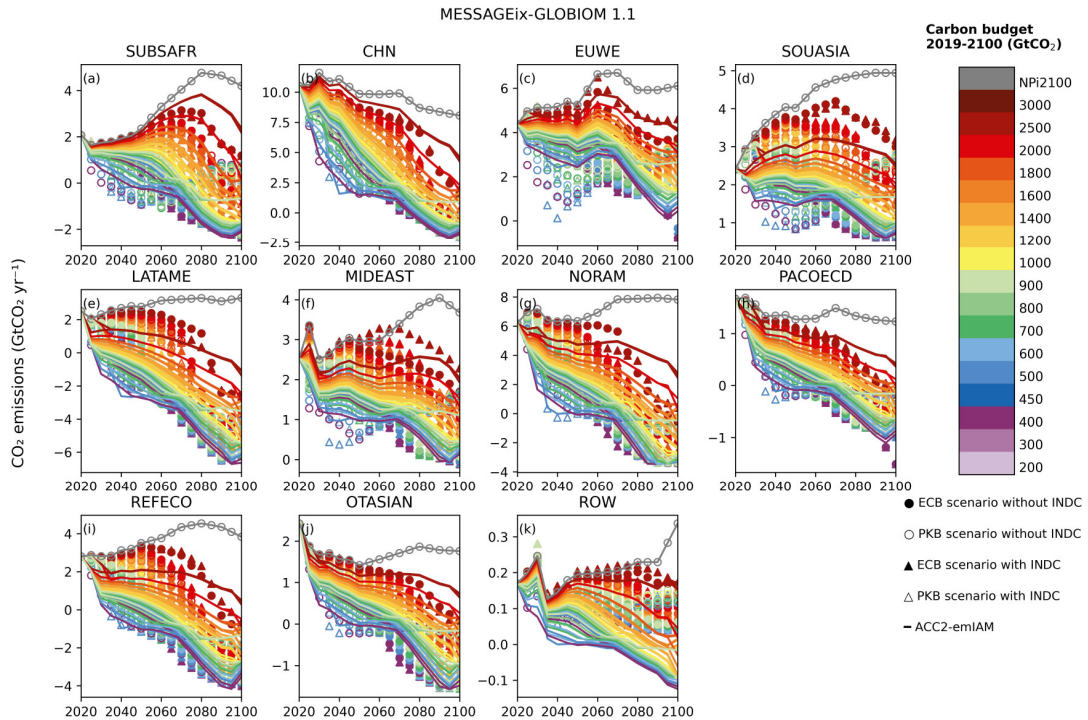 MESSAGEix-GLOBIOM 1.1
CO₂ emissions (GtCO₂ yr⁻¹)
SUBSAFR
(a)
4
2
0
−2
2020 2040 2060 2080 2100
CHN
(b)
10.0
7.5
5.0
2.5
0.0
−2.5
2020 2040 2060 2080 2100
EUWE
(c)
6
4
2
0
2020 2040 2060 2080 2100
SOUASIA
(d)
5
4
3
2
1
2020 2040 2060 2080 2100
LATAME
(e)
2
0
−2
−4
−6
2020 2040 2060 2080 2100
MIDEAST
(f)
4
3
2
1
0
2020 2040 2060 2080 2100
NORAM
(g)
8
6
4
2
0
−2
−4
2020 2040 2060 2080 2100
PACOECD
(h)
1
0
−1
2020 2040 2060 2080 2100
REFECO
(i)
4
2
0
−2
−4
2020 2040 2060 2080 2100
OTASIAN
(j)
2
1
0
−1
2020 2040 2060 2080 2100
ROW
(k)
0.3
0.2
0.1
0.0
−0.1
2020 2040 2060 2080 2100
Carbon budget
2019-2100 (GtCO₂)
NPi2100
3000
2500
2000
1800
1600
1400
1200
1000
900
800
700
600
500
450
400
300
200
ECB scenario without INDC
PKB scenario without INDC
ECB scenario with INDC
PKB scenario with INDC
ACC2-emIAM